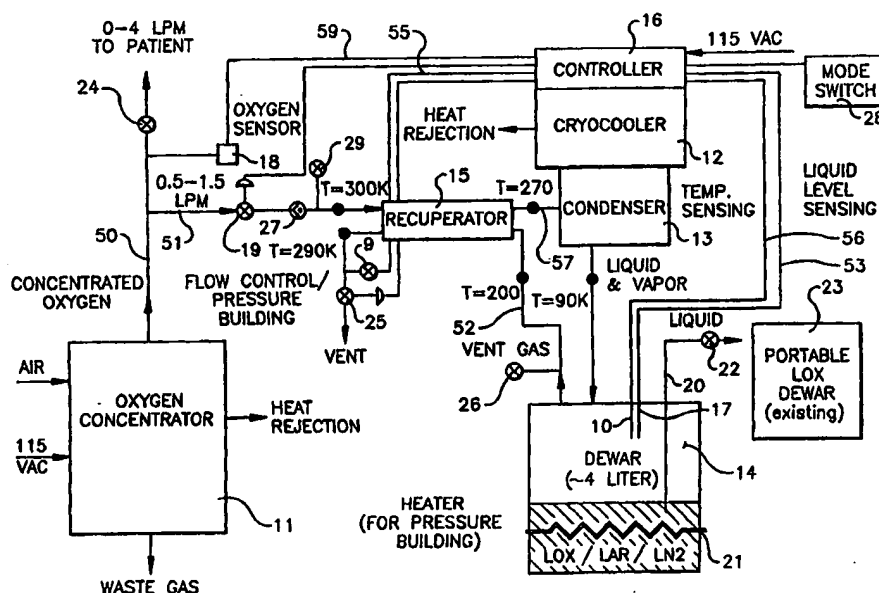 0-4 LPM
TO PATIENT
24
59
55
16
115 VAC
CONTROLLER
MODE
SWITCH
28
OXYGEN
SENSOR
18
HEAT
REJECTION
CRYOCOOLER
12
29
0.5-1.5
LPM
T=300K
15
T=270
RECUPERATOR
CONDENSER
13
TEMP.
SENSING
LIQUID
LEVEL
SENSING
50
51
19
27
T=290K
9
57
56
53
CONCENTRATED
OXYGEN
FLOW CONTROL/
PRESSURE
BUILDING
25
VENT
T=200
52
T=90K
LIQUID
& VAPOR
LIQUID
22
23
PORTABLE
LOX
DEWAR
(existing)
VENT GAS
26
20
10
17
AIR
OXYGEN
CONCENTRATOR
HEAT
REJECTION
115
VAC
11
WASTE GAS
DEWAR
(~4 LITER)
14
HEATER
(FOR PRESSURE
BUILDING)
LOX/LAR/LN2
21